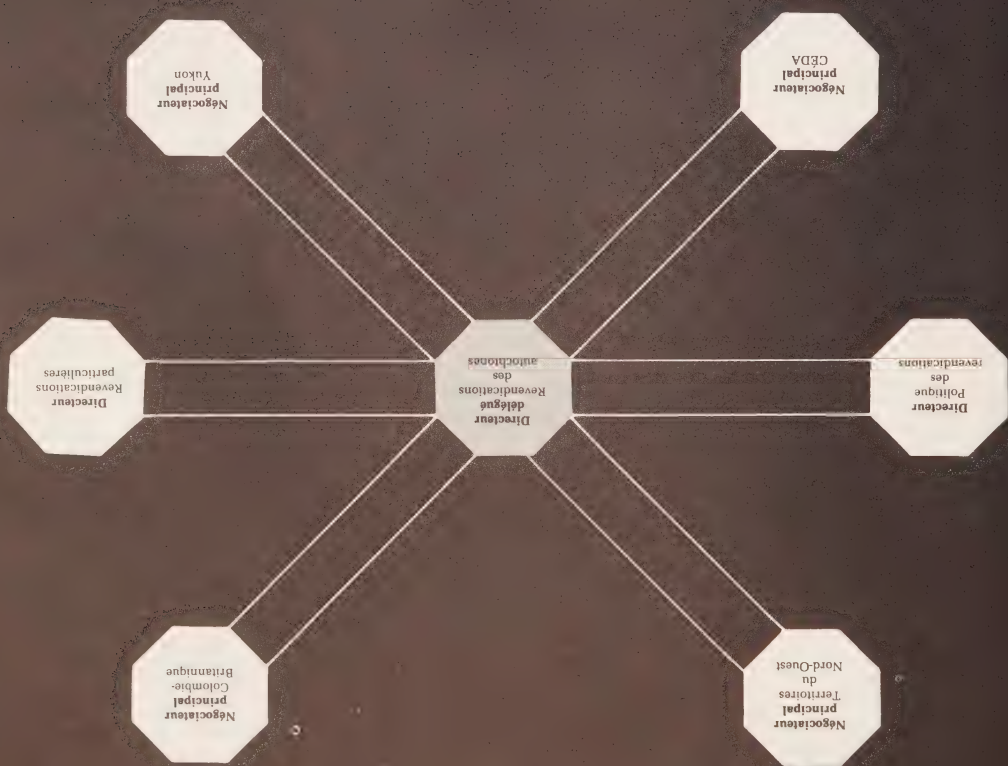 Négociateur
principal
Territoires
du
Nord-Ouest
Négociateur
principal
Colombie-
Britannique
Directeur
Politique
des
revendications
Directeur
délégué
Revendications
des
autochtones
Directeur
Revendications
particulières
Négociateur
principal
CÉDA
Négociateur
principal
Yukon